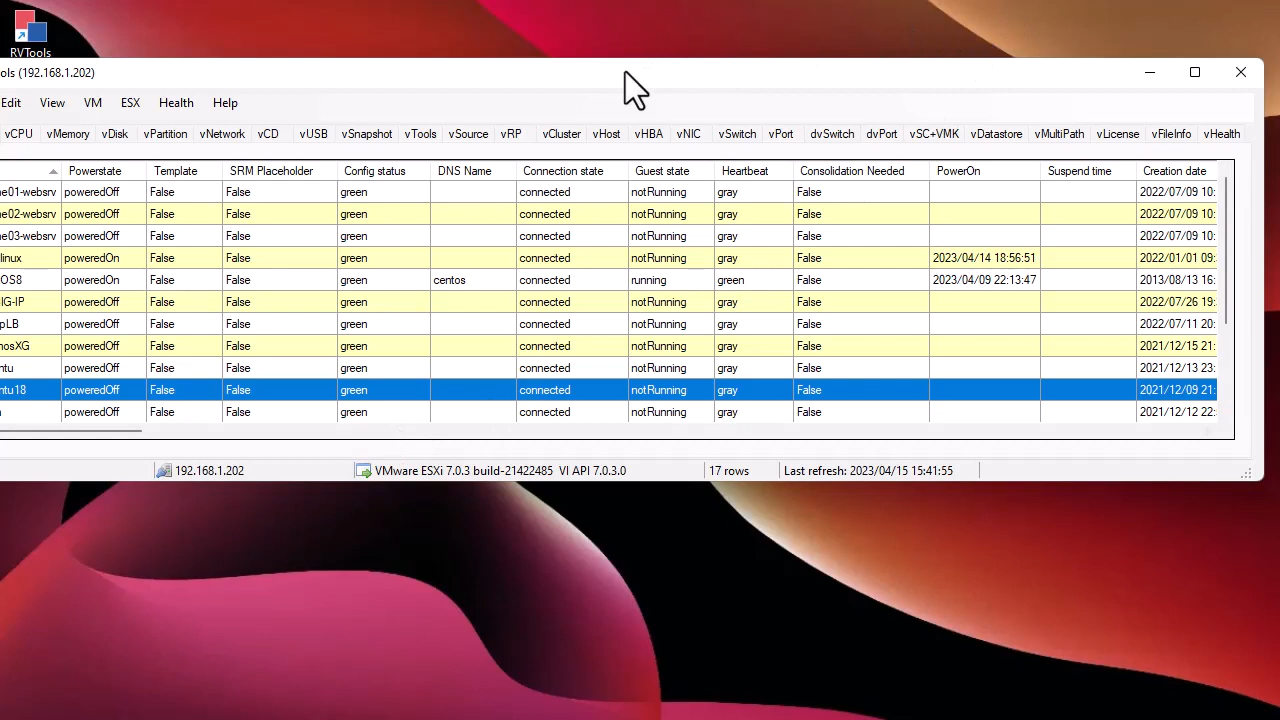 RVTools
ols (192.168.1.202)
Edit View VM ESX Health Help
vCPU vMemory vDisk vPartition vNetwork vCD vUSB vSnapshot vTools vSource vRP vCluster vHost vHBA vNIC vSwitch vPort dvSwitch dvPort vSC+VMK vDatastore vMultiPath vLicense vFileInfo vHealth
Powerstate Template SRM Placeholder Config status DNS Name Connection state Guest state Heartbeat Consolidation Needed PowerOn Suspend time Creation date
ne01-websrv poweredOff False False green connected notRunning gray False 2022/07/09 10:
ne02-websrv poweredOff False False green connected notRunning gray False 2022/07/09 10:
ne03-websrv poweredOff False False green connected notRunning gray False 2022/07/09 10:
linux poweredOn False False green connected notRunning gray False 2023/04/14 18:56:51 2022/01/01 09:
OS8 poweredOn False False green centos connected running green False 2023/04/09 22:13:47 2013/08/13 16:
IG-IP poweredOff False False green connected notRunning gray False 2022/07/26 19:
pLB poweredOff False False green connected notRunning gray False 2022/07/11 20:
hosXG poweredOff False False green connected notRunning gray False 2021/12/15 21:
ntu poweredOff False False green connected notRunning gray False 2021/12/13 23:
ntu18 poweredOff False False green connected notRunning gray False 2021/12/09 21:
poweredOff False False green connected notRunning gray False 2021/12/12 22:
192.168.1.202 VMware ESXi 7.0.3 build-21422485 VI API 7.0.3.0 17 rows Last refresh: 2023/04/15 15:41:55